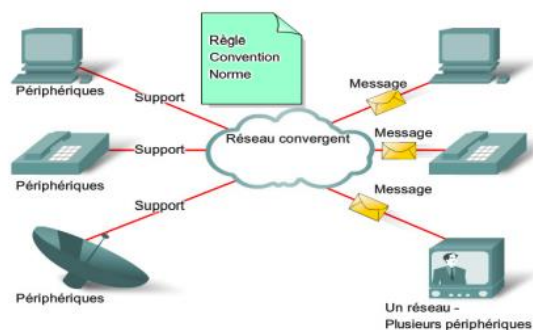 Règle
Convention
Norme
Périphériques
Support
Message
Périphériques
Support
Réseau convergent
Message
Périphériques
Support
Message
Un réseau -
Plusieurs périphériques